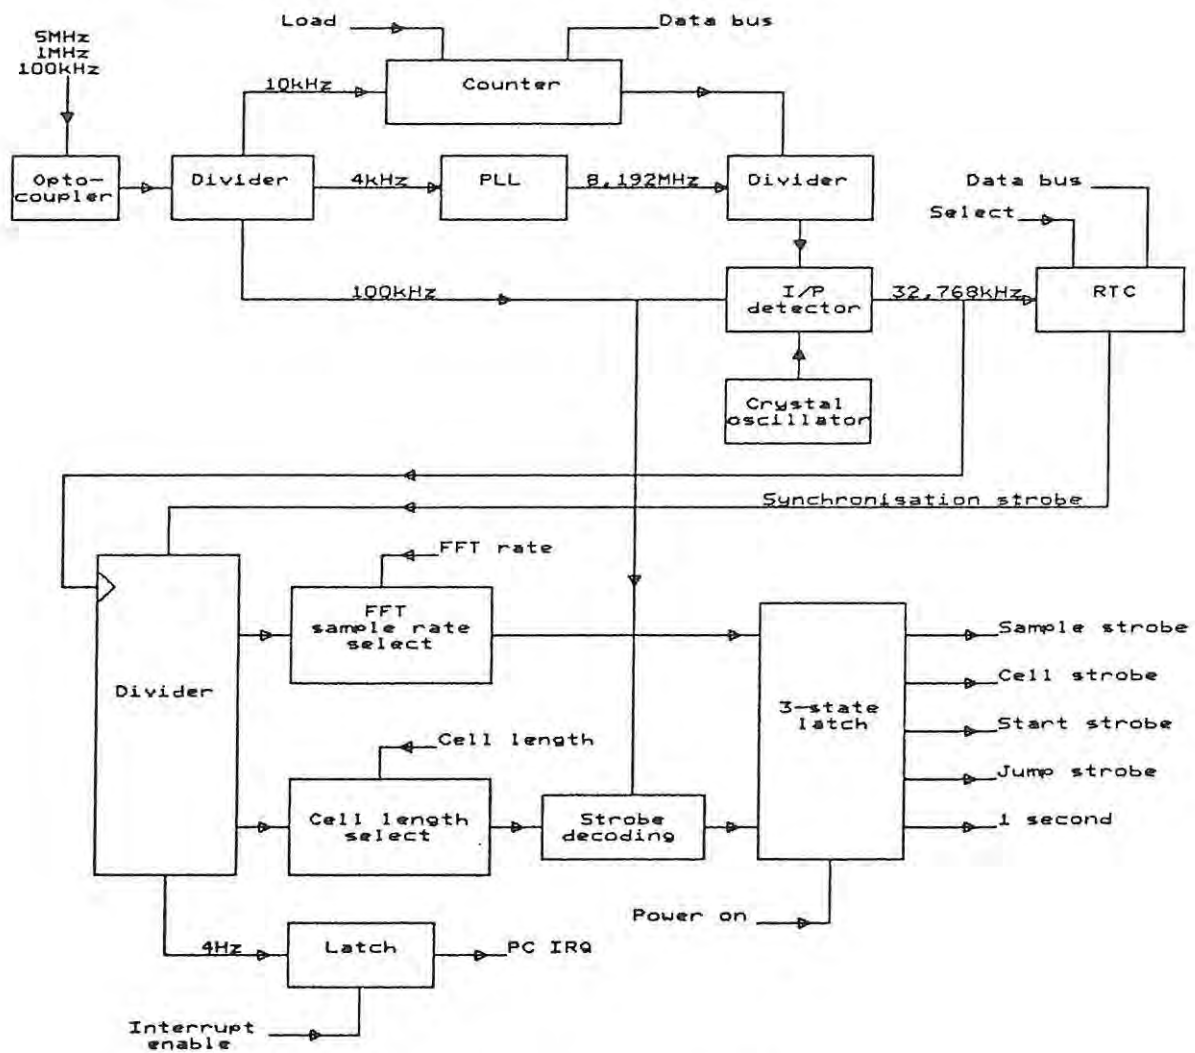 Load
Data bus
5MHz
1MHz
100kHz
10kHz
Counter
Opto-
coupler
Divider
4kHz
PLL
8,192MHz
Divider
Data bus
Select
100kHz
I/P
detector
32,768kHz
RTC
Crystal
oscillator
Synchronisation strobe
FFT rate
FFT
sample rate
select
Sample strobe
Cell strobe
Divider
3-state
latch
Start strobe
Cell length
Jump strobe
Cell length
select
Strobe
decoding
1 second
Power on
4Hz
Latch
PC IRQ
Interrupt
enable